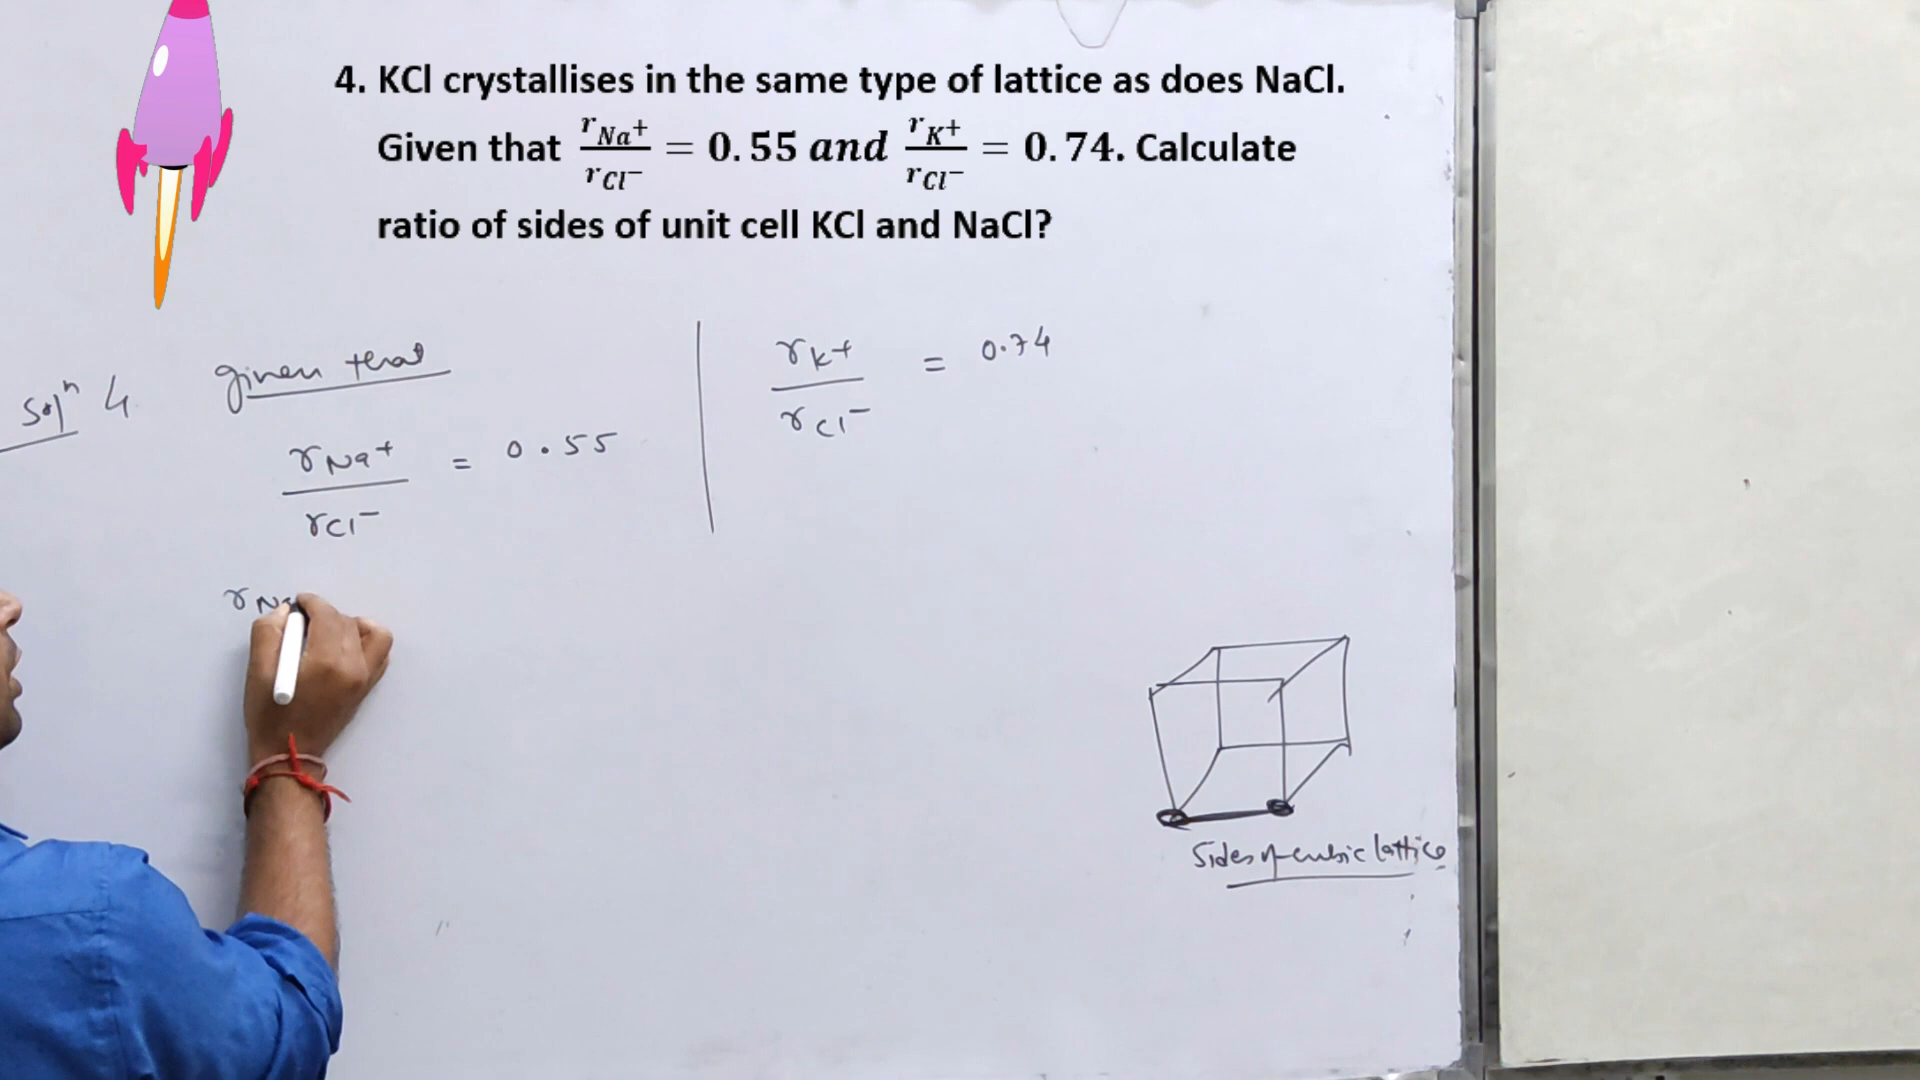 4. KCl crystallises in the same type of lattice as does NaCl.
Given that r_Na+ / r_Cl− = 0.55 and r_K+ / r_Cl− = 0.74. Calculate
ratio of sides of unit cell KCl and NaCl?
Solⁿ 4
given that
r_Na+ / r_Cl− = 0.55
r_K+ / r_Cl− = 0.74
r_Na
Sides of cubic lattice